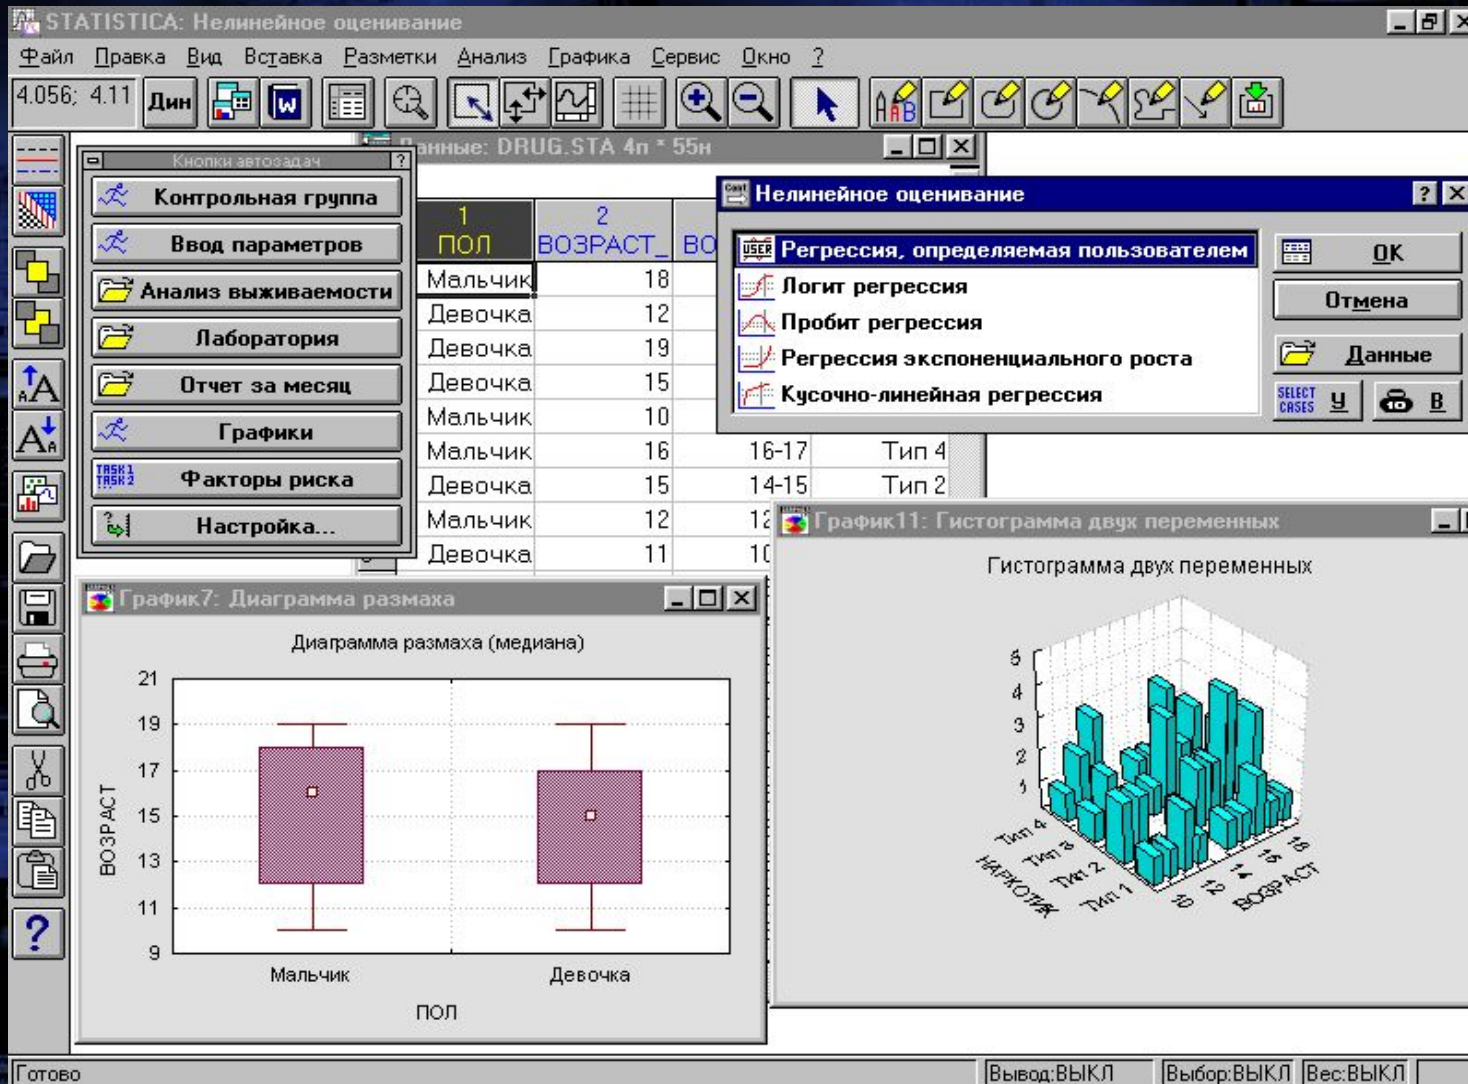 STATISTICA: Нелинейное оценивание
Файл Правка Вид Вставка Разметки Анализ Графика Сервис Окно ?
4.056; 4.11 Дин
Кнопки автозадач ?
Контрольная группа
Ввод параметров
Анализ выживаемости
Лаборатория
Отчет за месяц
Графики
TASK1 TASK2 Факторы риска
Настройка...
Данные: DRUG.STA 4п * 55н
1 2
ПОЛ ВОЗРАСТ_ ВО
Мальчик 18
Девочка 12
Девочка 19
Девочка 15
Мальчик 10
Мальчик 16 16-17 Тип 4
Девочка 15 14-15 Тип 2
Мальчик 12 12
Девочка 11 10
Cont Нелинейное оценивание ?
USER Регрессия, определяемая пользователем
Логит регрессия
Пробит регрессия
Регрессия экспоненциального роста
Кусочно-линейная регрессия
OK
Отмена
Данные
SELECT CASES У В
График7: Диаграмма размаха
Диаграмма размаха (медиана)
21
19
17
15
13
11
9
ВОЗРАСТ
Мальчик Девочка
ПОЛ
График11: Гистограмма двух переменных
Гистограмма двух переменных
5
4
3
2
1
Тип 4
Тип 3
Тип 2
Тип 1
НАРКОТИК
10 12 14 16 18
ВОЗРАСТ
Готово Вывод:ВЫКЛ Выбор:ВЫКЛ Вес:ВЫКЛ